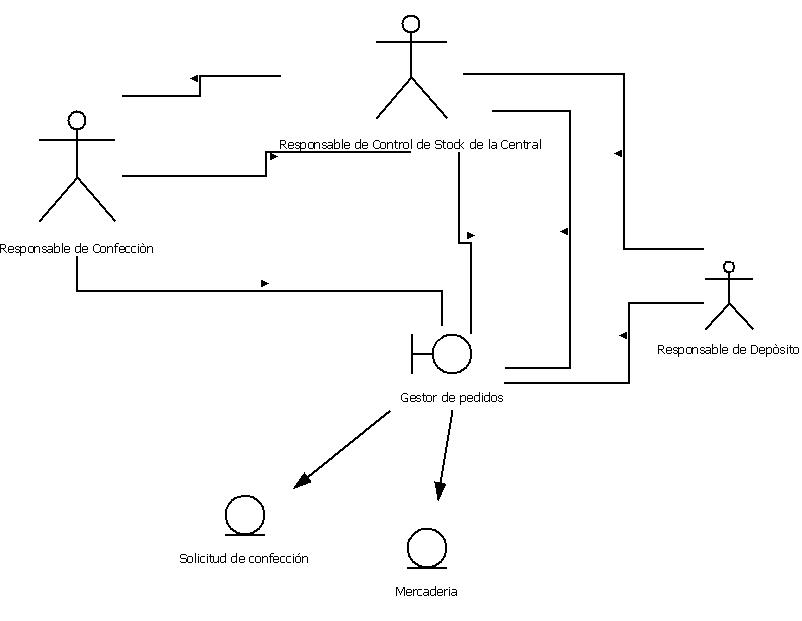 Responsable de Control de Stock de la Central
Responsable de Confecciòn
Responsable de Depòsito
Gestor de pedidos
Solicitud de confección
Mercaderia